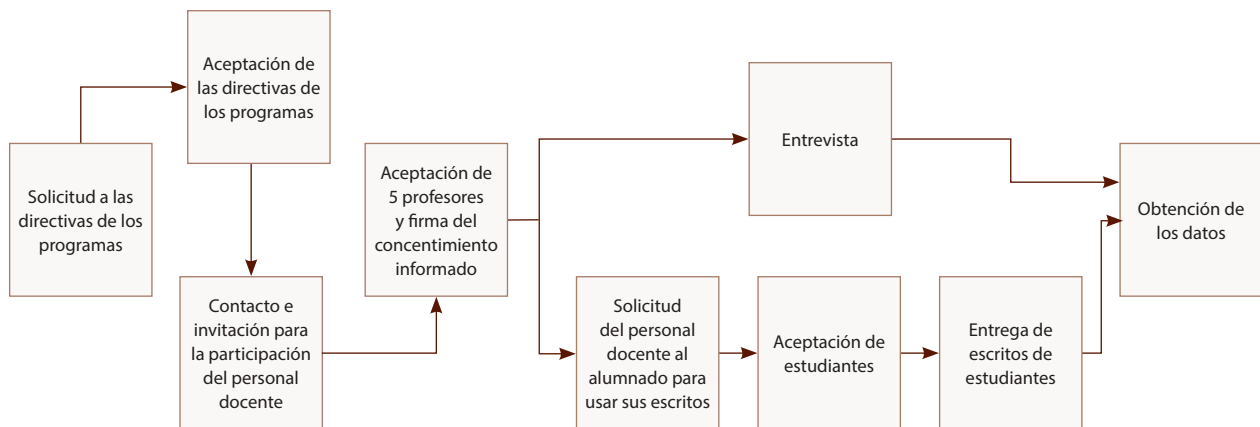 Solicitud a las
directivas de los
programas
Aceptación de
las directivas de
los programas
Contacto e
invitación para
la participación
del personal
docente
Aceptación de
5 profesores
y firma del
concentimiento
informado
Entrevista
Solicitud
del personal
docente al
alumnado para
usar sus escritos
Aceptación de
estudiantes
Entrega de
escritos de
estudiantes
Obtención de
los datos